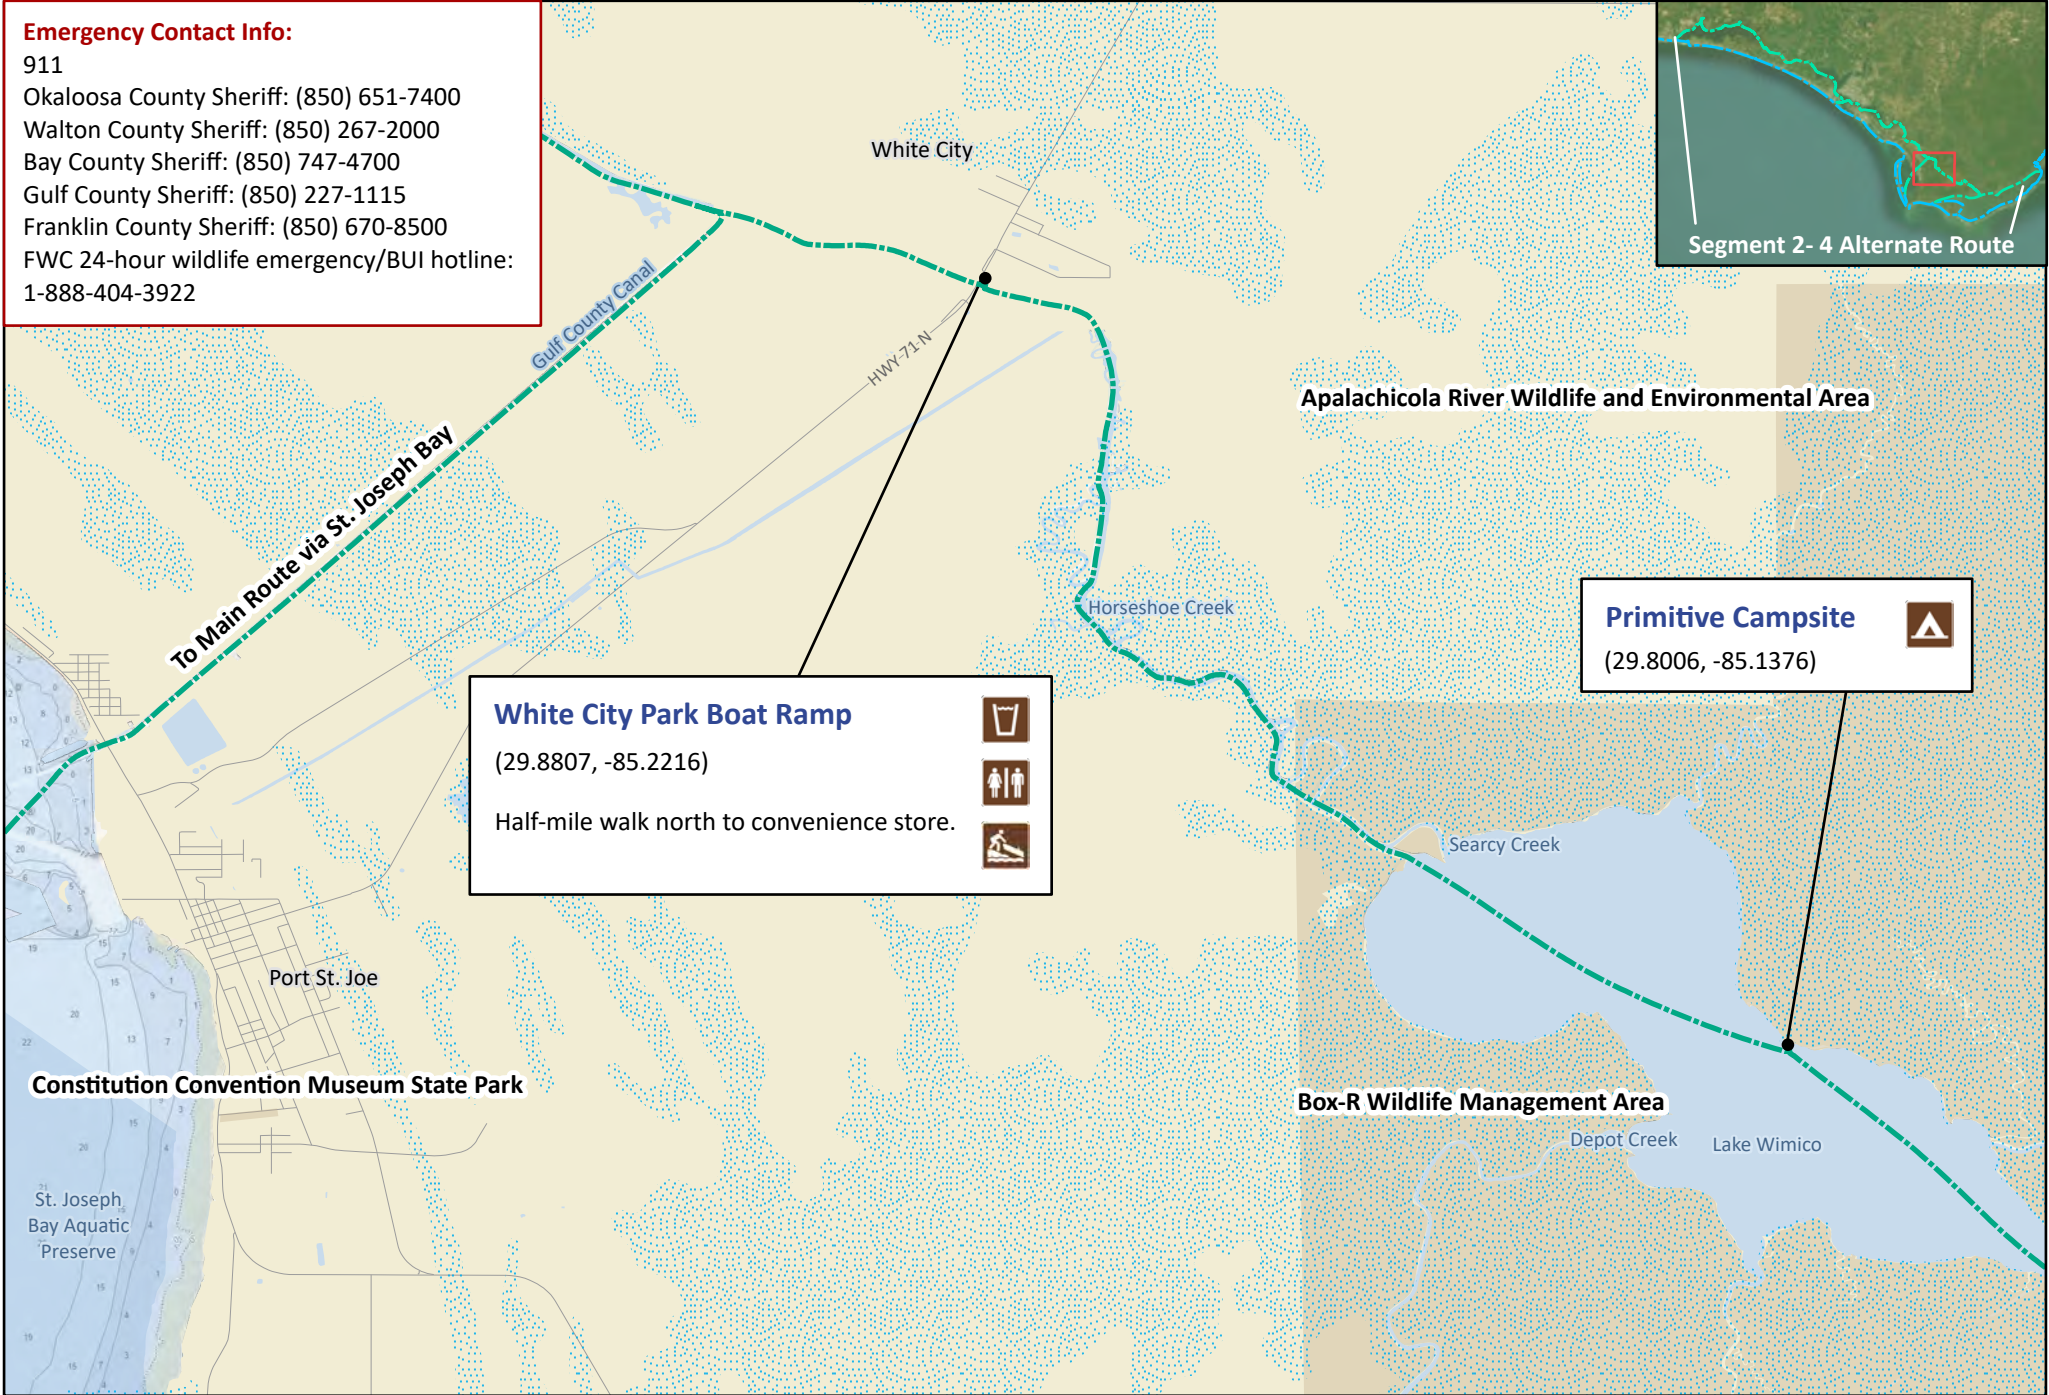 Emergency Contact Info:
911
Okaloosa County Sheriff: (850) 651-7400
Walton County Sheriff: (850) 267-2000
Bay County Sheriff: (850) 747-4700
Gulf County Sheriff: (850) 227-1115
Franklin County Sheriff: (850) 670-8500
FWC 24-hour wildlife emergency/BUI hotline:
1-888-404-3922
Segment 2- 4 Alternate Route
White City
Gulf County Canal
HWY-71-N
Apalachicola River Wildlife and Environmental Area
To Main Route via St. Joseph Bay
Horseshoe Creek
Primitive Campsite
(29.8006, -85.1376)
White City Park Boat Ramp
(29.8807, -85.2216)
Half-mile walk north to convenience store.
Searcy Creek
Port St. Joe
Constitution Convention Museum State Park
Box-R Wildlife Management Area
Depot Creek
Lake Wimico
St. Joseph
Bay Aquatic
Preserve